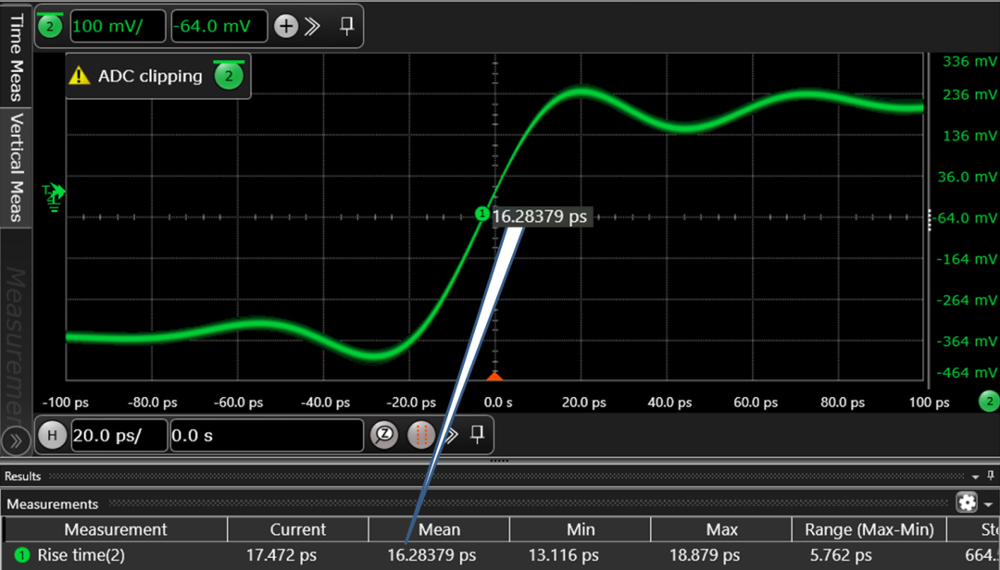 Time Meas
Vertical Meas
Measuremen
2 100 mV/ -64.0 mV
ADC clipping 2
336 mV
236 mV
136 mV
36.0 mV
-64.0 mV
-164 mV
-264 mV
-364 mV
-464 mV
T
2
1 16.28379 ps
-100 ps -80.0 ps -60.0 ps -40.0 ps -20.0 ps 0.0 s 20.0 ps 40.0 ps 60.0 ps 80.0 ps 100 ps 2
H 20.0 ps/ 0.0 s Z
Results
Measurements
Measurement Current Mean Min Max Range (Max-Min) St
1 Rise time(2) 17.472 ps 16.28379 ps 13.116 ps 18.879 ps 5.762 ps 664.